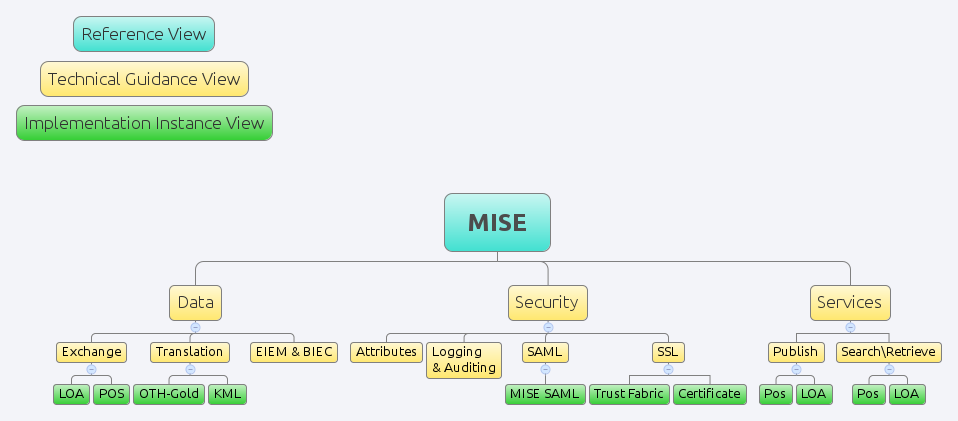 Reference View
Technical Guidance View
Implementation Instance View
MISE
Data
Security
Services
Exchange
Translation
EIEM & BIEC
Attributes
Logging
& Auditing
SAML
SSL
Publish
Search\Retrieve
LOA
POS
OTH-Gold
KML
MISE SAML
Trust Fabric
Certificate
Pos
LOA
Pos
LOA